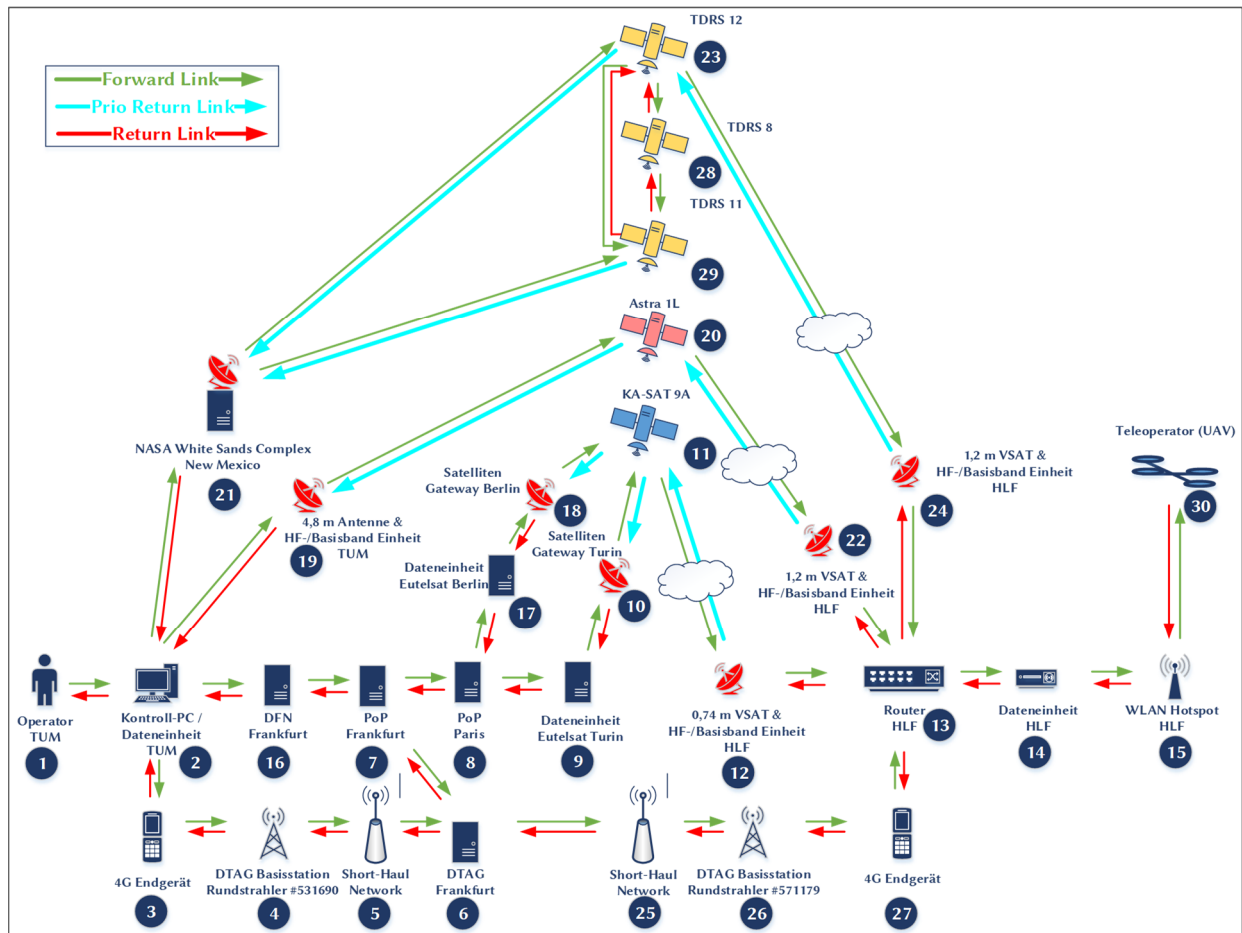 TDRS 12
23
Forward Link
Prio Return Link
Return Link
TDRS 8
28
TDRS 11
29
Astra 1L
20
KA-SAT 9A
11
NASA White Sands Complex
New Mexico
21
Teleoperator (UAV)
30
1,2 m VSAT &
HF-/Basisband Einheit
HLF
24
Satelliten
Gateway Berlin
18
4,8 m Antenne &
HF-/Basisband Einheit
TUM
19
Satelliten
Gateway Turin
10
22
1,2 m VSAT &
HF-/Basisband Einheit
HLF
Dateneinheit
Eutelsat Berlin
17
Operator
TUM
1
Kontroll-PC /
Dateneinheit
TUM
2
DFN
Frankfurt
16
PoP
Frankfurt
7
PoP
Paris
8
Dateneinheit
Eutelsat Turin
9
0,74 m VSAT &
HF-/Basisband Einheit
HLF
12
Router
HLF
13
Dateneinheit
HLF
14
WLAN Hotspot
HLF
15
4G Endgerät
3
DTAG Basisstation
Rundstrahler #531690
4
Short-Haul
Network
5
DTAG
Frankfurt
6
Short-Haul
Network
25
DTAG Basisstation
Rundstrahler #571179
26
4G Endgerät
27